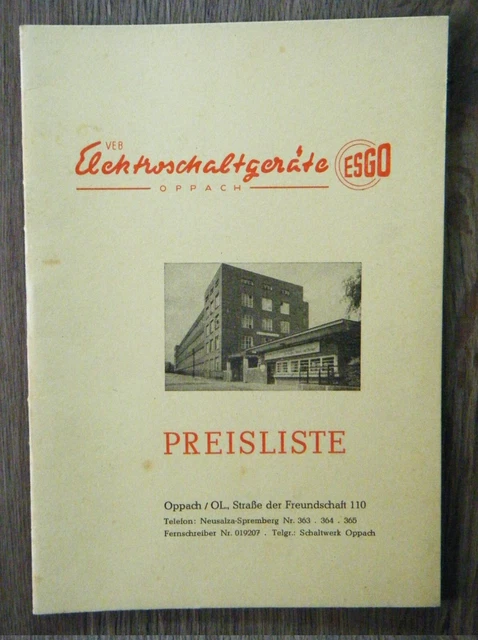 VEB
Elektroschaltgeräte
ESGO
OPPACH
PREISLISTE
Oppach / OL., Straße der Freundschaft 110
Telefon: Neusalza-Spremberg Nr. 363 . 364 . 365
Fernschreiber Nr. 019207 . Telgr.: Schaltwerk Oppach